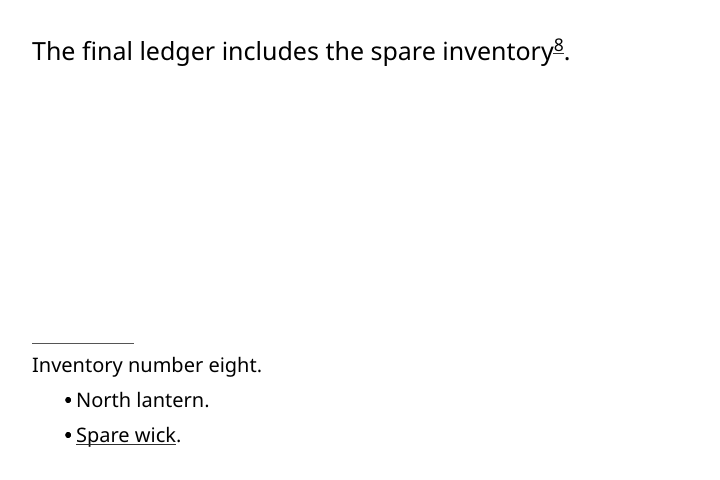 The final ledger includes the spare inventory⁸.
Inventory number eight.
• North lantern.
• Spare wick.